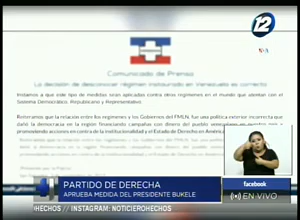 12
VOA
Comunicado de Prensa
La decisión de desconocer régimen instaurado en Venezuela es correcta
Instamos a que este tipo de medidas sean aplicadas contra otros regímenes en el mundo que adversan con el
Sistema Democrático, Republicano y Representativo.
Reiteramos que la relación entre los regímenes y los Gobiernos del FMLN, fue una política exterior incorrecta que
dañó la democracia en la región financiando campañas con dinero del pueblo
promoviendo acciones en contra de la institucionalidad y el Estado de Derecho en América
PARTIDO DE DERECHA
APRUEBA MEDIDA DEL PRESIDENTE BUKELE
facebook
EN VIVO
OHECHOS // INSTAGRAM: NOTICIEROHECHOS